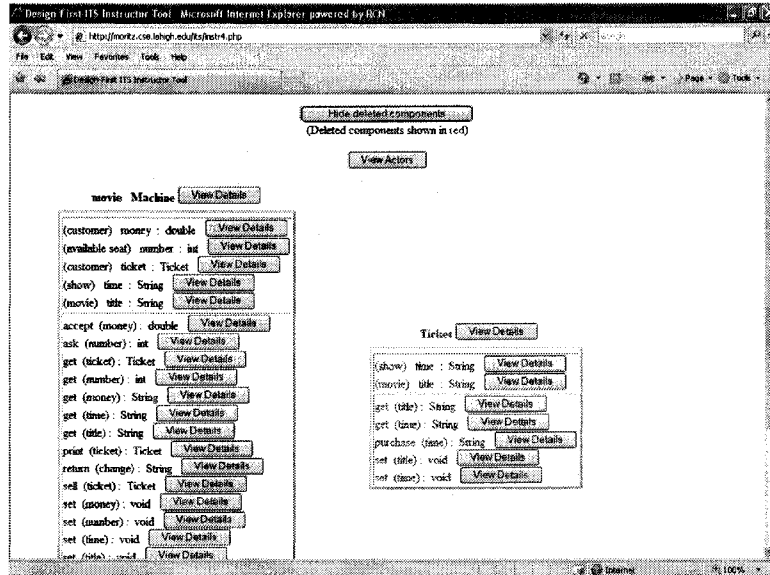 Design First ITS Instructor Tool - Microsoft Internet Explorer powered by RCN
http://moritz.cse.lehigh.edu/its/instr4.php
File Edit View Favorites Tools Help
Design First ITS Instructor Tool
Page Tools
Hide deleted components
(Deleted components shown in red)
View Actors
movie Machine View Details
(customer) money : double View Details
(available seat) number : int View Details
(customer) ticket : Ticket View Details
(show) time : String View Details
(movie) title : String View Details
accept (money) : double View Details
ask (number) : int View Details
get (ticket) : Ticket View Details
get (number) : int View Details
get (money) : String View Details
get (time) : String View Details
get (title) : String View Details
print (ticket) : Ticket View Details
return (change) : String View Details
sell (ticket) : Ticket View Details
set (money) : void View Details
set (number) : void View Details
set (time) : void View Details
set (title) : void View Details
Ticket View Details
(show) time : String View Details
(movie) title : String View Details
get (title) : String View Details
get (time) : String View Details
purchase (time) : String View Details
set (title) : void View Details
set (time) : void View Details
Internet 100%